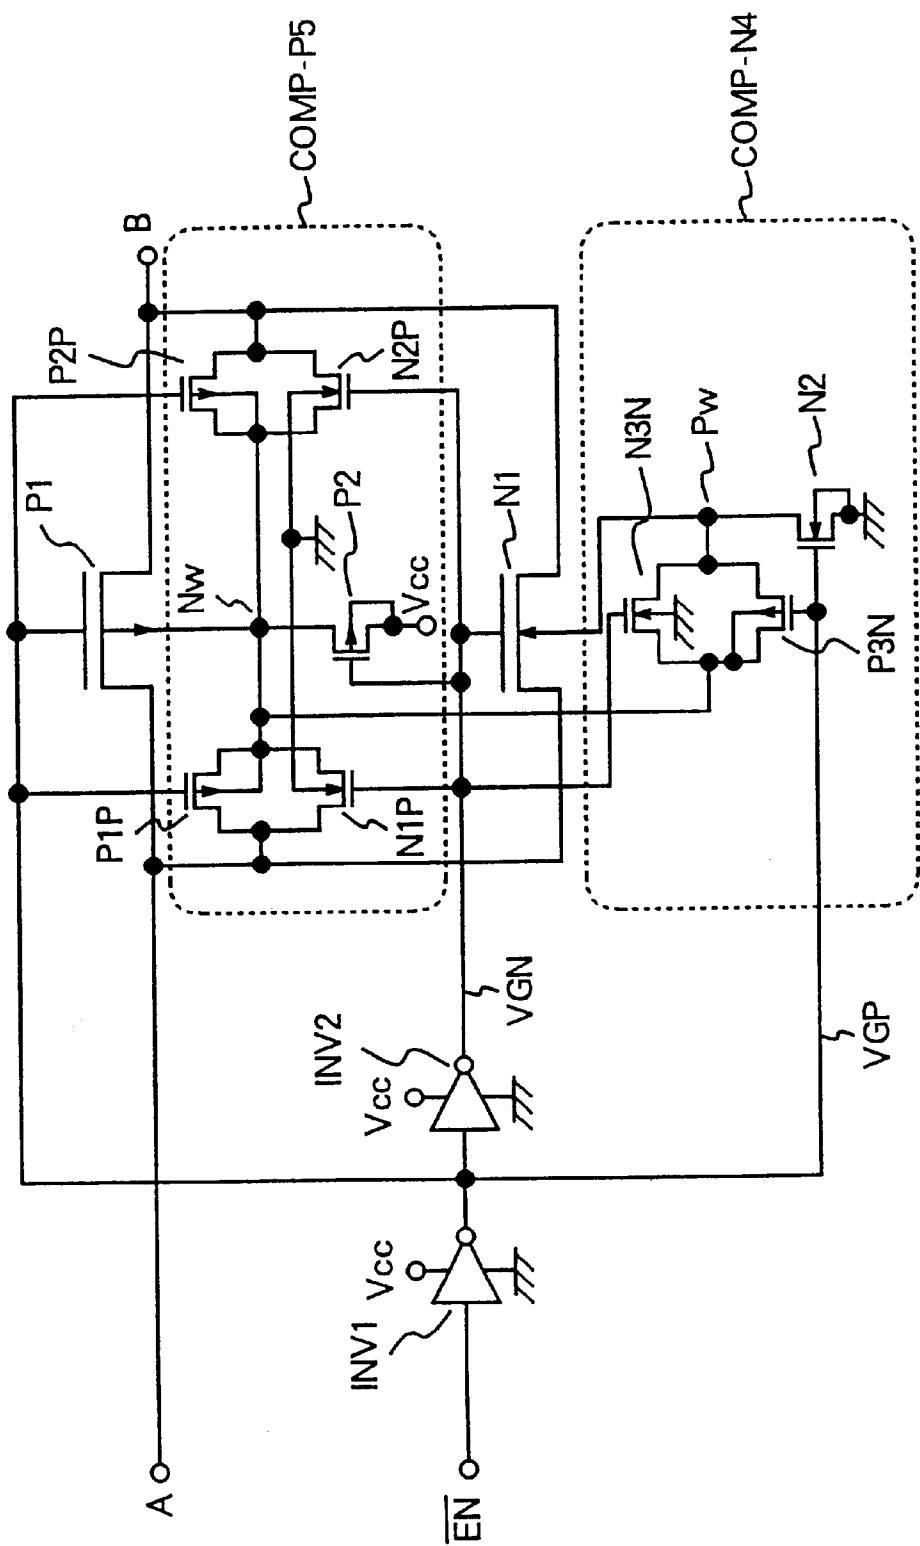 COMP-P5
COMP-N4
B
P2P
P1
N2P
P2
Nw
Vcc
N1
N3N
Pw
N2
P1P
N1P
P3N
VGN
VGP
INV2
Vcc
Vcc
INV1
A
EN